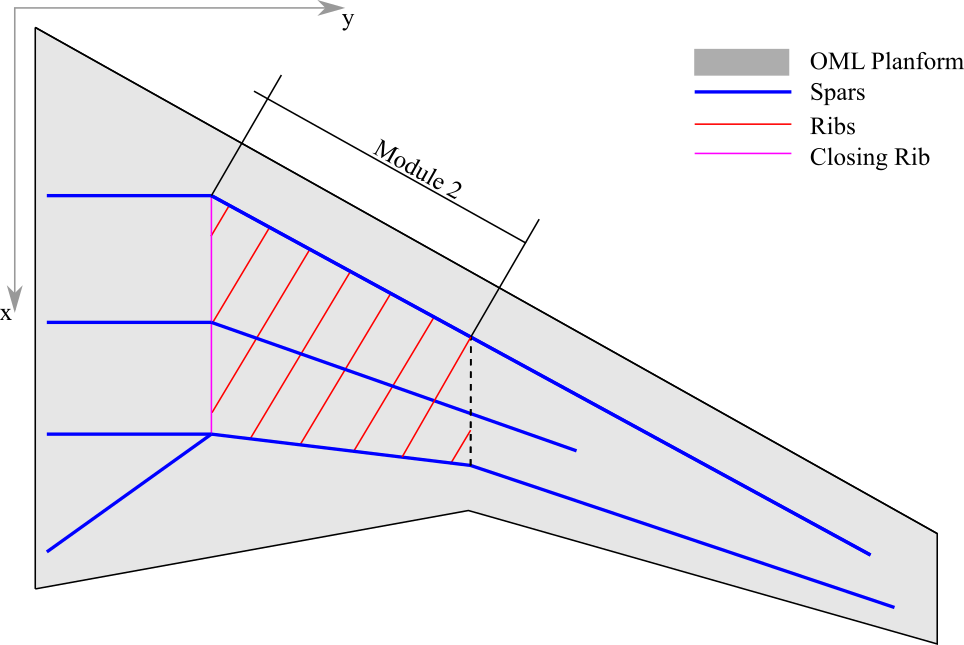 y
OML Planform
Spars
Ribs
Closing Rib
Module 2
x